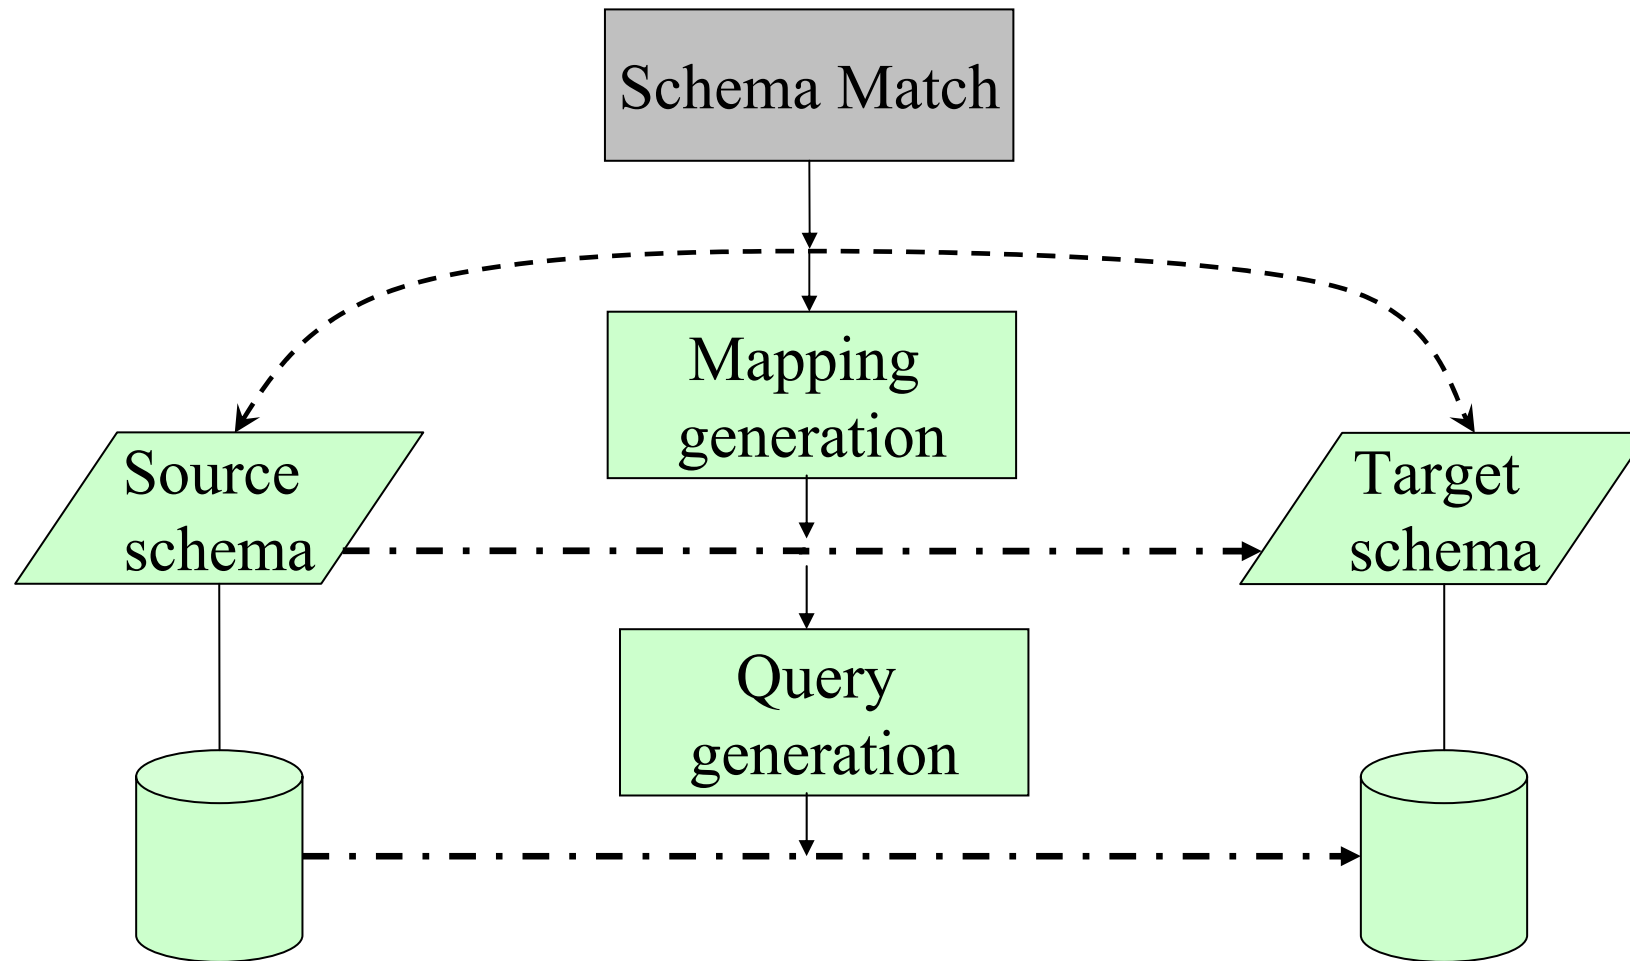 Schema Match
Mapping
generation
Source
schema
Target
schema
Query
generation